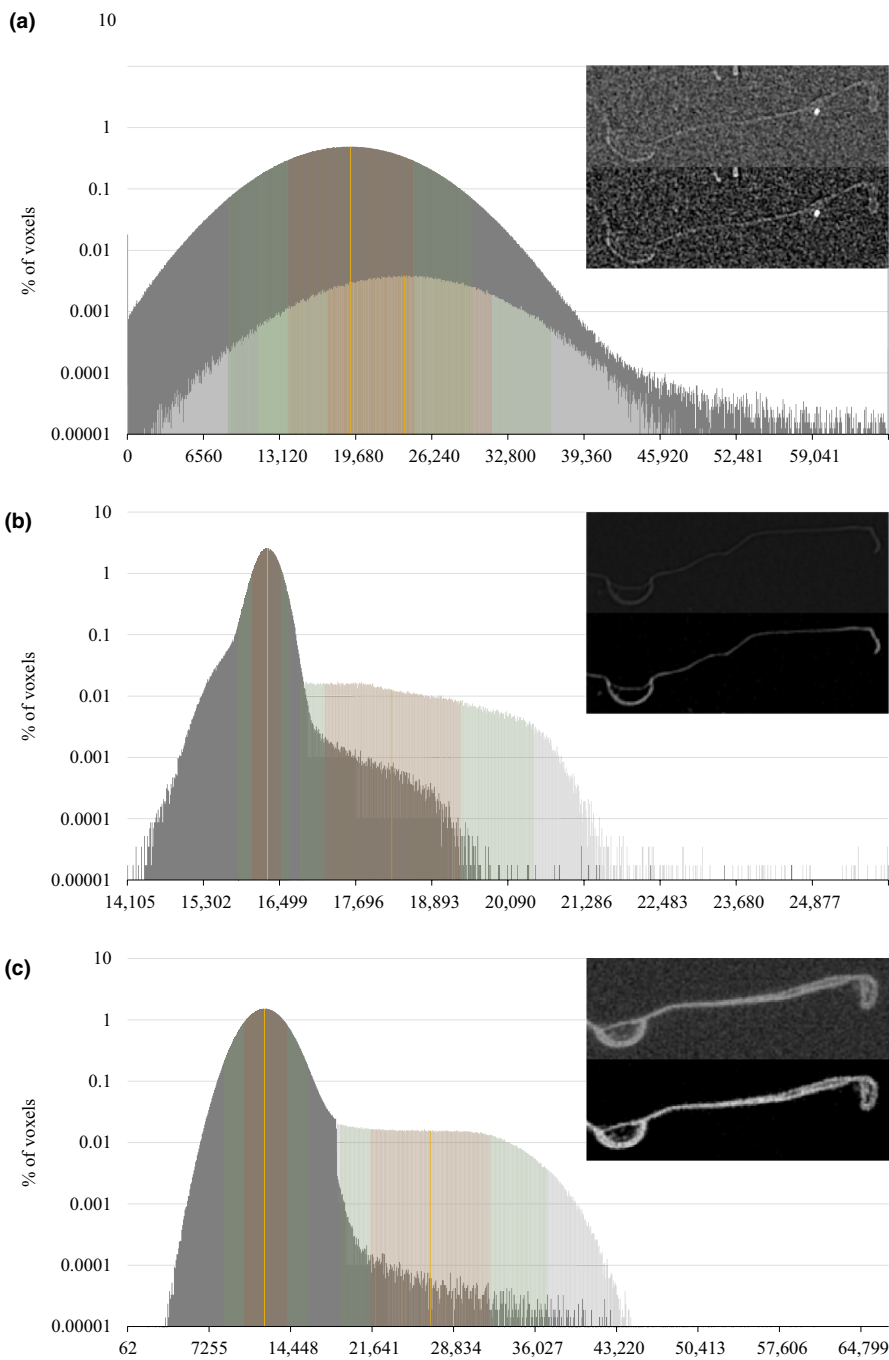 (a)
10
1
0.1
0.01
0.001
0.0001
0.00001
% of voxels
0 6560 13,120 19,680 26,240 32,800 39,360 45,920 52,481 59,041
(b)
10
1
0.1
0.01
0.001
0.0001
0.00001
% of voxels
14,105 15,302 16,499 17,696 18,893 20,090 21,286 22,483 23,680 24,877
(c)
10
1
0.1
0.01
0.001
0.0001
0.00001
% of voxels
62 7255 14,448 21,641 28,834 36,027 43,220 50,413 57,606 64,799